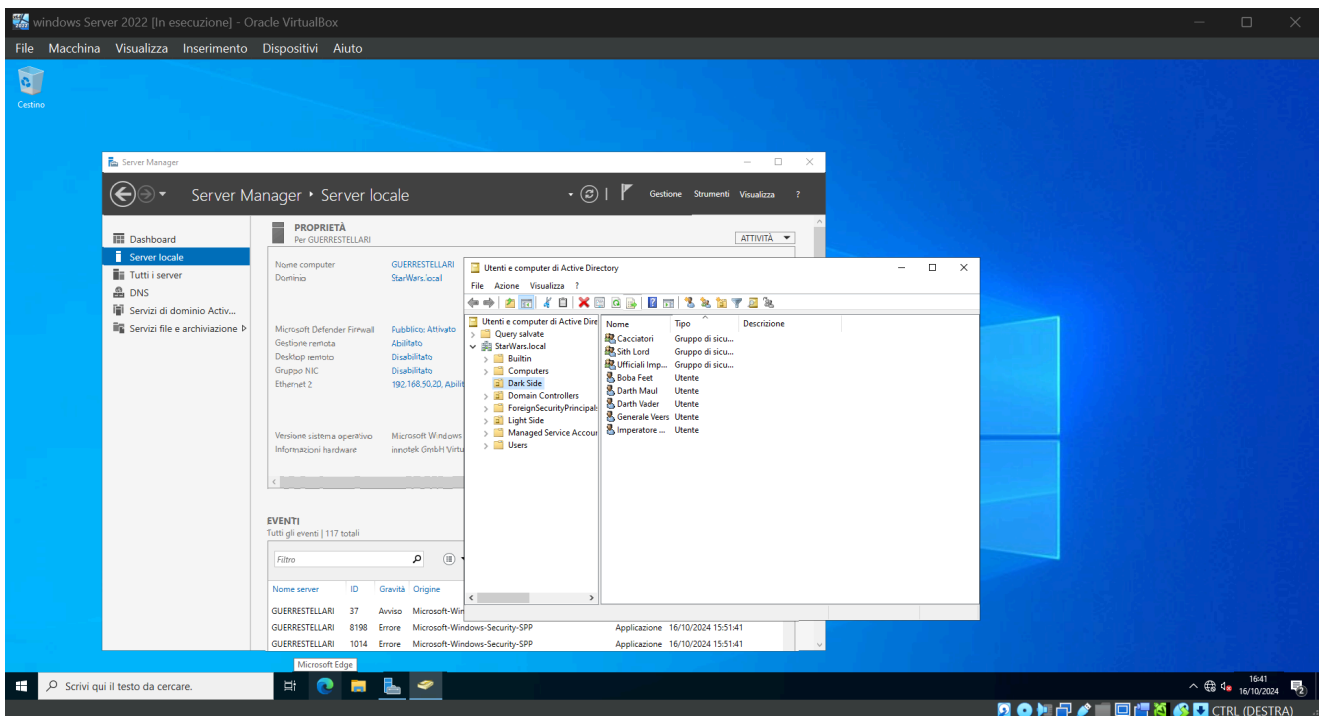 windows Server 2022 [In esecuzione] - Oracle VirtualBox
File Macchina Visualizza Inserimento Dispositivi Aiuto
Cestino
Server Manager
Server Manager • Server locale
Gestione Strumenti Visualizza ?
Dashboard
Server locale
Tutti i server
DNS
Servizi di dominio Activ...
Servizi file e archiviazione
PROPRIETÀ
Per GUERRESTELLARI
ATTIVITÀ
Nome computer GUERRESTELLARI
Dominio StarWars.local
Microsoft Defender Firewall Pubblico: Attivato
Gestione remota Abilitato
Desktop remoto Disabilitato
Gruppo NIC Disabilitato
Ethernet 2 192.168.50.20, Abilit
Versione sistema operativo Microsoft Windows
Informazioni hardware innotek GmbH Virtu
EVENTI
Tutti gli eventi | 117 totali
Filtro
Nome server ID Gravità Origine
GUERRESTELLARI 37 Avviso Microsoft-Win
GUERRESTELLARI 8198 Errore Microsoft-Windows-Security-SPP Applicazione 16/10/2024 15:51:41
GUERRESTELLARI 1014 Errore Microsoft-Windows-Security-SPP Applicazione 16/10/2024 15:51:41
Utenti e computer di Active Directory
File Azione Visualizza ?
Utenti e computer di Active Dire
Query salvate
StarWars.local
Builtin
Computers
Dark Side
Domain Controllers
ForeignSecurityPrincipals
Light Side
Managed Service Accour
Users
Nome Tipo Descrizione
Cacciatori Gruppo di sicu...
Sith Lord Gruppo di sicu...
Ufficiali Imp... Gruppo di sicu...
Boba Feet Utente
Darth Maul Utente
Darth Vader Utente
Generale Veers Utente
Imperatore ... Utente
Microsoft Edge
Scrivi qui il testo da cercare.
16:41
16/10/2024
2
CTRL (DESTRA)